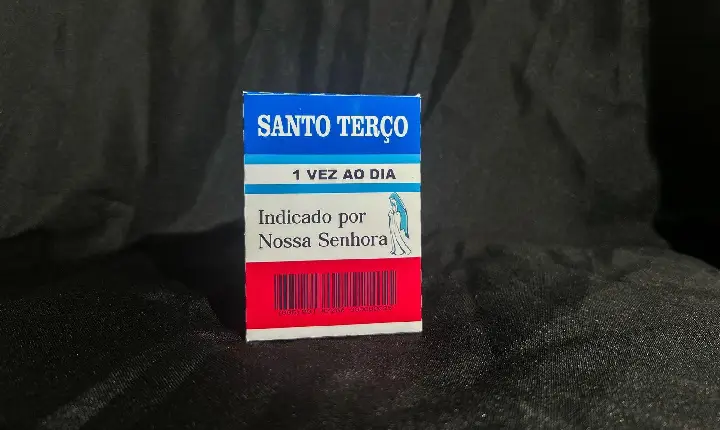 SANTO TERÇO
1 VEZ AO DIA
Indicado por
Nossa Senhora